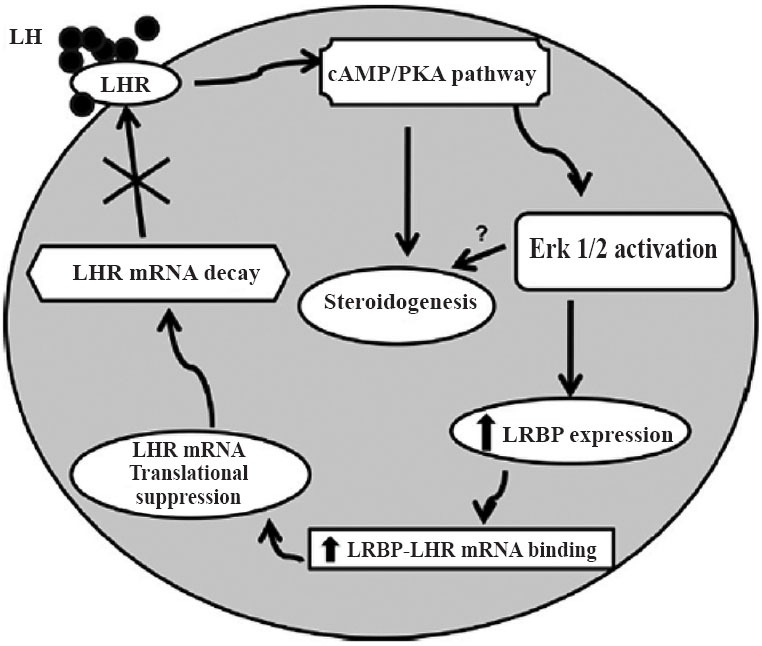 LH
LHR
cAMP/PKA pathway
?
Erk 1/2 activation
LHR mRNA decay
Steroidogenesis
LRBP expression
LHR mRNA
Translational
suppression
LRBP-LHR mRNA binding